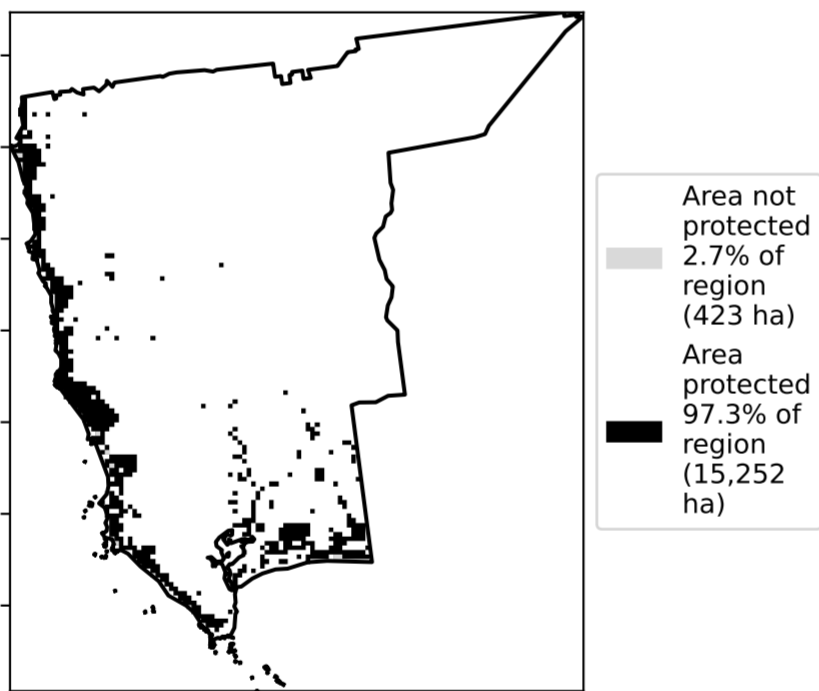 Area not
protected
2.7% of
region
(423 ha)
Area
protected
97.3% of
region
(15,252
ha)